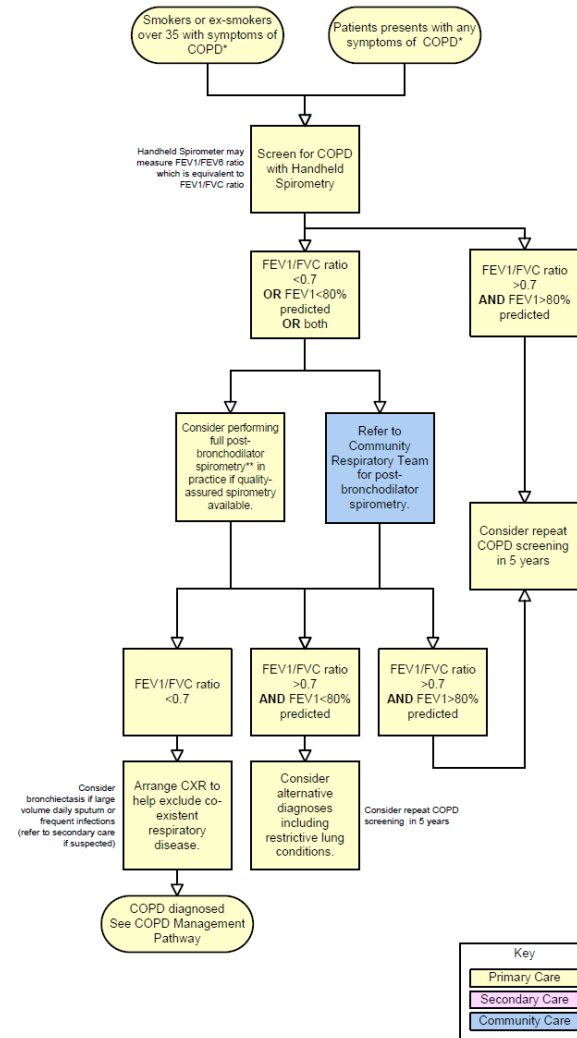 Smokers or ex-smokers
over 35 with symptoms of
COPD*
Patients presents with any
symptoms of COPD*
Handheld Spirometer may
measure FEV1/FEV6 ratio
which is equivalent to
FEV1/FVC ratio
Screen for COPD
with Handheld
Spirometry
FEV1/FVC ratio
<0.7
OR FEV1<80%
predicted
OR both
FEV1/FVC ratio
>0.7
AND FEV1>80%
predicted
Consider performing
full post-
bronchodilator
spirometry** in
practice if quality-
assured spirometry
available.
Refer to
Community
Respiratory Team
for post-
bronchodilator
spirometry.
Consider repeat
COPD screening
in 5 years
FEV1/FVC ratio
<0.7
FEV1/FVC ratio
>0.7
AND FEV1<80%
predicted
FEV1/FVC ratio
>0.7
AND FEV1>80%
predicted
Consider
bronchiectasis if large
volume daily sputum or
frequent infections
(refer to secondary care
if suspected)
Arrange CXR to
help exclude co-
existent
respiratory
disease.
Consider
alternative
diagnoses
including
restrictive lung
conditions.
Consider repeat COPD
screening in 5 years
COPD diagnosed
See COPD Management
Pathway
Key
Primary Care
Secondary Care
Community Care